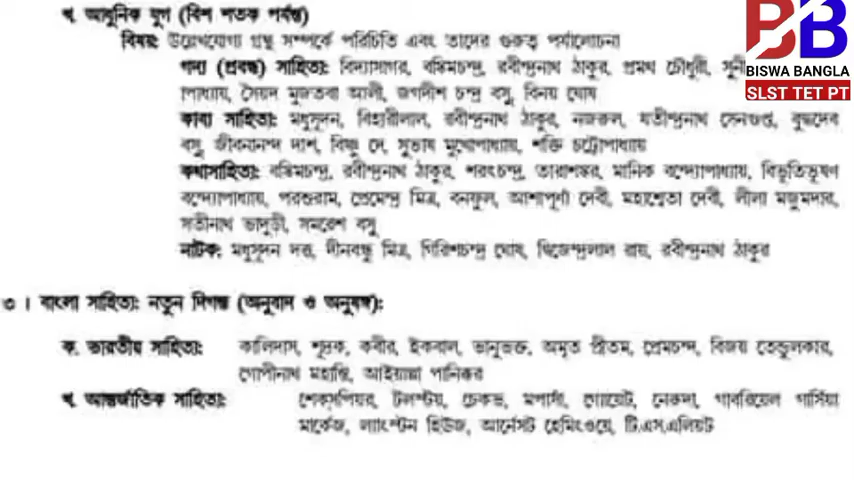 খ. আধুনিক যুগ (বিশ শতক পর্যন্ত)
বিষয়: উল্লেখযোগ্য গ্রন্থ সম্পর্কে পরিচিতি এবং তাদের গুরুত্ব পর্যালোচনা
গদ্য (প্রবন্ধ) সাহিত্য: বিদ্যাসাগর, বঙ্কিমচন্দ্র, রবীন্দ্রনাথ ঠাকুর, প্রমথ চৌধুরী,
পাধ্যায়, সৈয়দ মুজতবা আলী, জগদীশ চন্দ্র বসু, বিনয় ঘোষ
কাব্য সাহিত্য: মধুসূদন, বিহারীলাল, রবীন্দ্রনাথ ঠাকুর, নজরুল, যতীন্দ্রনাথ সেনগুপ্ত, বুদ্ধদেব
বসু, জীবনানন্দ দাশ, বিষ্ণু দে, সুভাষ মুখোপাধ্যায়, শক্তি চট্টোপাধ্যায়
কথাসাহিত্য: বঙ্কিমচন্দ্র, রবীন্দ্রনাথ ঠাকুর, শরৎচন্দ্র, তারাশঙ্কর, মানিক বন্দ্যোপাধ্যায়, বিভূতিভূষণ
বন্দ্যোপাধ্যায়, পরশুরাম, প্রেমেন্দ্র মিত্র, বনফুল, আশাপূর্ণা দেবী, মহাশ্বেতা দেবী, লীলা মজুমদার,
সতীনাথ ভাদুড়ী, সমরেশ বসু
নাটক: মধুসূদন দত্ত, দীনবন্ধু মিত্র, গিরিশচন্দ্র ঘোষ, দ্বিজেন্দ্রলাল রায়, রবীন্দ্রনাথ ঠাকুর
৩ । বাংলা সাহিত্য: নতুন দিগন্ত (অনুবাদ ও অনুষঙ্গ):
ক. ভারতীয় সাহিত্য: কালিদাস, শূদ্রক, কবীর, ইকবাল, ভানুভক্ত, অমৃত প্রীতম, প্রেমচন্দ, বিজয় তেন্ডুলকার,
গোপীনাথ মহান্তি, আইয়াপ্পা পানিক্কর
খ. আন্তর্জাতিক সাহিত্য: শেক্সপিয়র, টলস্টয়, চেকভ, মপাসাঁ, গ্যোয়েটে, নেরুদা, গাবরিয়েল গার্সিয়া
মার্কেজ, ল্যাংস্টন হিউজ, আর্নেস্ট হেমিংওয়ে, টি.এস.এলিয়ট
BB
BISWA BANGLA
SLST TET PT